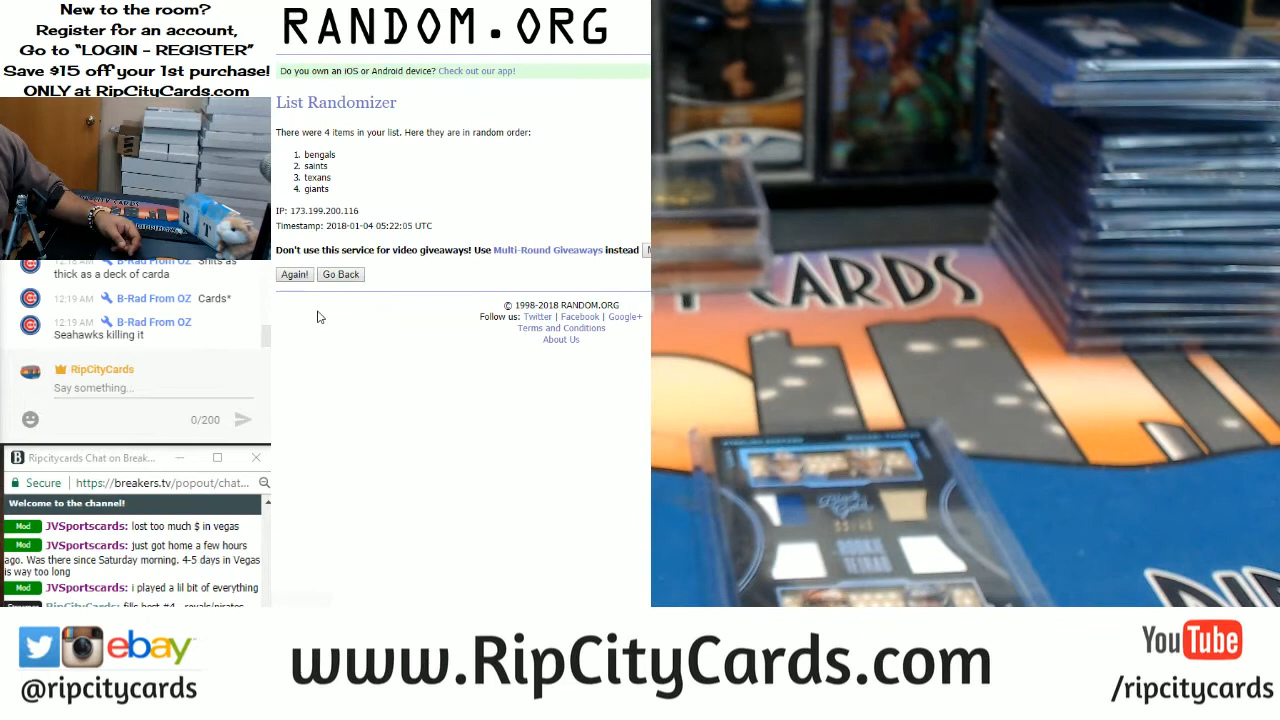 New to the room?
Register for an account,
Go to “LOGIN - REGISTER”
Save $15 off your 1st purchase!
ONLY at RipCityCards.com
RANDOM.ORG
Do you own an iOS or Android device? Check out our app!
List Randomizer
There were 4 items in your list. Here they are in random order:
1. bengals
2. saints
3. texans
4. giants
IP: 173.199.200.116
Timestamp: 2018-01-04 05:22:05 UTC
Don't use this service for video giveaways! Use Multi-Round Giveaways instead
Again! Go Back
© 1998-2018 RANDOM.ORG
Follow us: Twitter | Facebook | Google+
Terms and Conditions
About Us
B-Rad From OZ
thick as a deck of carda
12:19 AM B-Rad From OZ Cards*
12:19 AM B-Rad From OZ
Seahawks killing it
RipCityCards
Say something...
0/200
Ripcitycards Chat on Break...
Secure https://breakers.tv/popout/chat...
Welcome to the channel!
Mod JVSportscards: lost too much $ in vegas
Mod JVSportscards: just got home a few hours
ago. Was there since Saturday morning. 4-5 days in Vegas
is way too long
Mod JVSportscards: i played a lil bit of everything
CARDS
Black Gold
ROOKIE
TETRAD
ebay
@ripcitycards
www.RipCityCards.com
YouTube
/ripcitycards